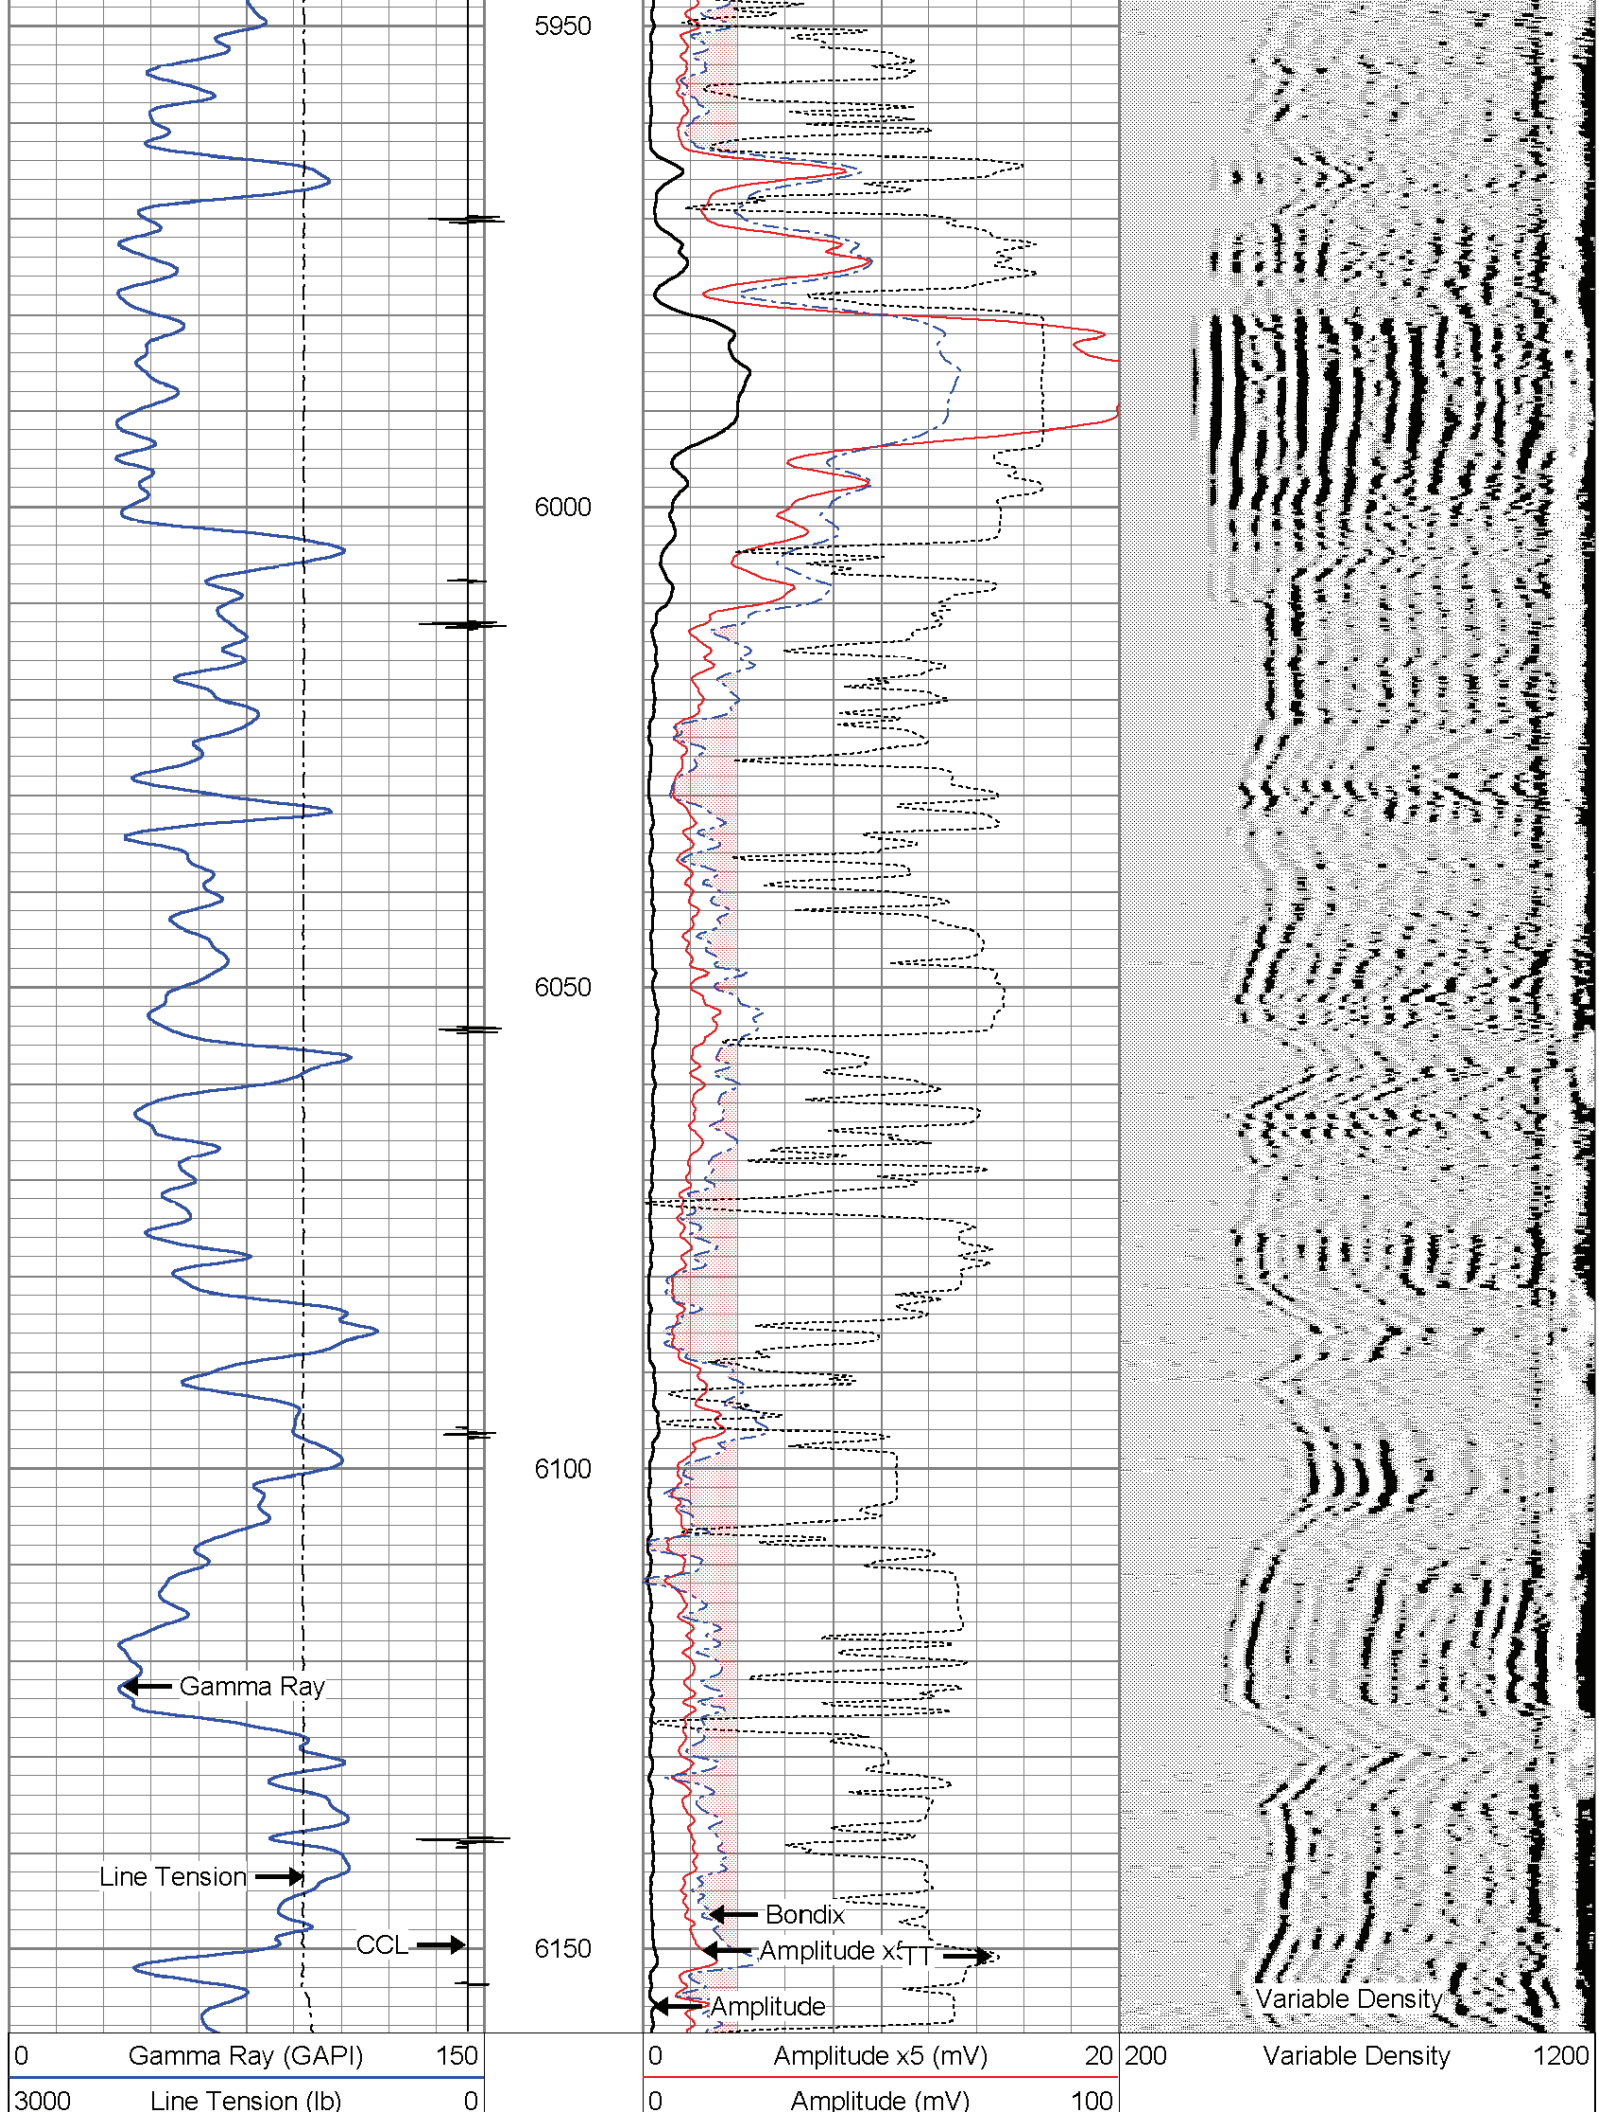 5950
6000
6050
6100
Gamma Ray
Line Tension
Bondix
CCL
6150
Amplitude x5
TT
Amplitude
Variable Density
0 Gamma Ray (GAPI) 150
0 Amplitude x5 (mV) 20
200 Variable Density 1200
3000 Line Tension (lb) 0
0 Amplitude (mV) 100